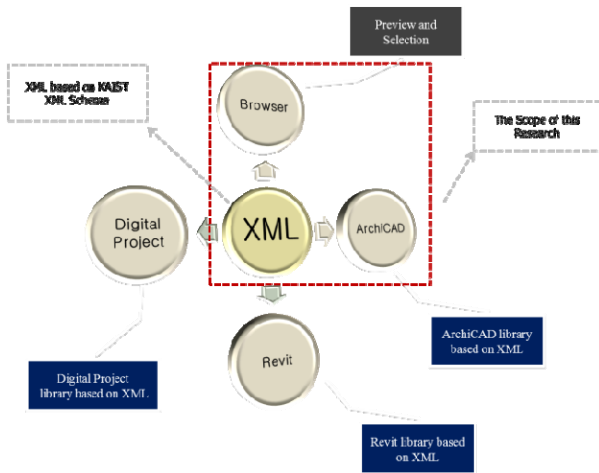 Preview and
Selection
XML based on KAIST
XML Schema
Browser
The Scope of this
Research
Digital
Project
XML
ArchiCAD
ArchiCAD library
based on XML
Revit
Digital Project
library based on XML
Revit library based
on XML